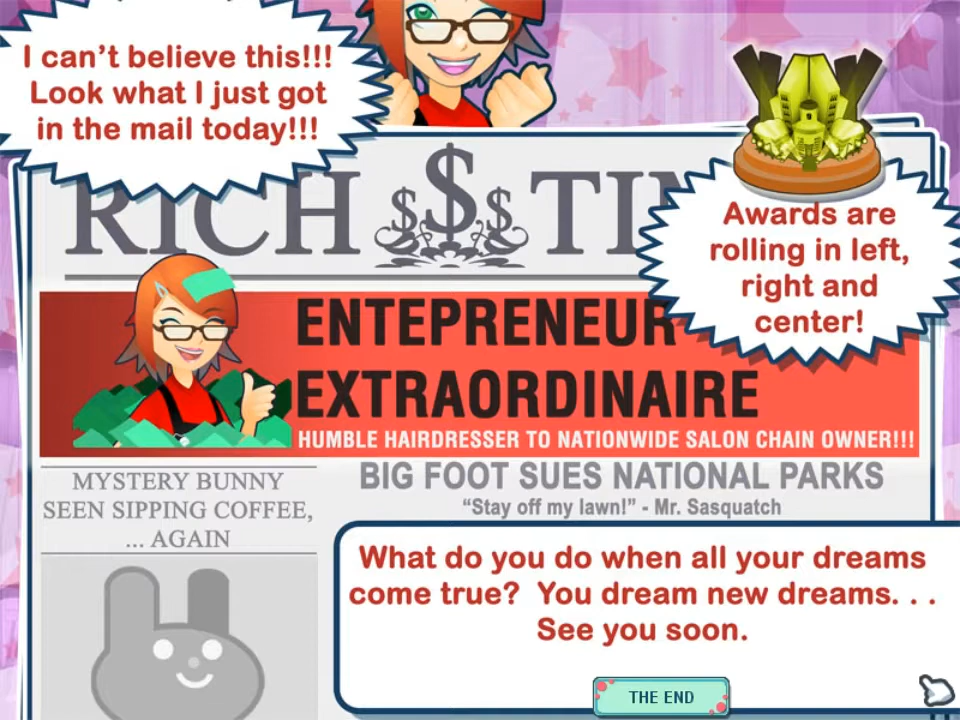 I can't believe this!!!
Look what I just got
in the mail today!!!
RICH $$$ TI
Awards are
rolling in left,
right and
center!
ENTEPRENEUR
EXTRAORDINAIRE
HUMBLE HAIRDRESSER TO NATIONWIDE SALON CHAIN OWNER!!!
MYSTERY BUNNY
SEEN SIPPING COFFEE,
... AGAIN
BIG FOOT SUES NATIONAL PARKS
“Stay off my lawn!” - Mr. Sasquatch
What do you do when all your dreams
come true? You dream new dreams. . .
See you soon.
THE END